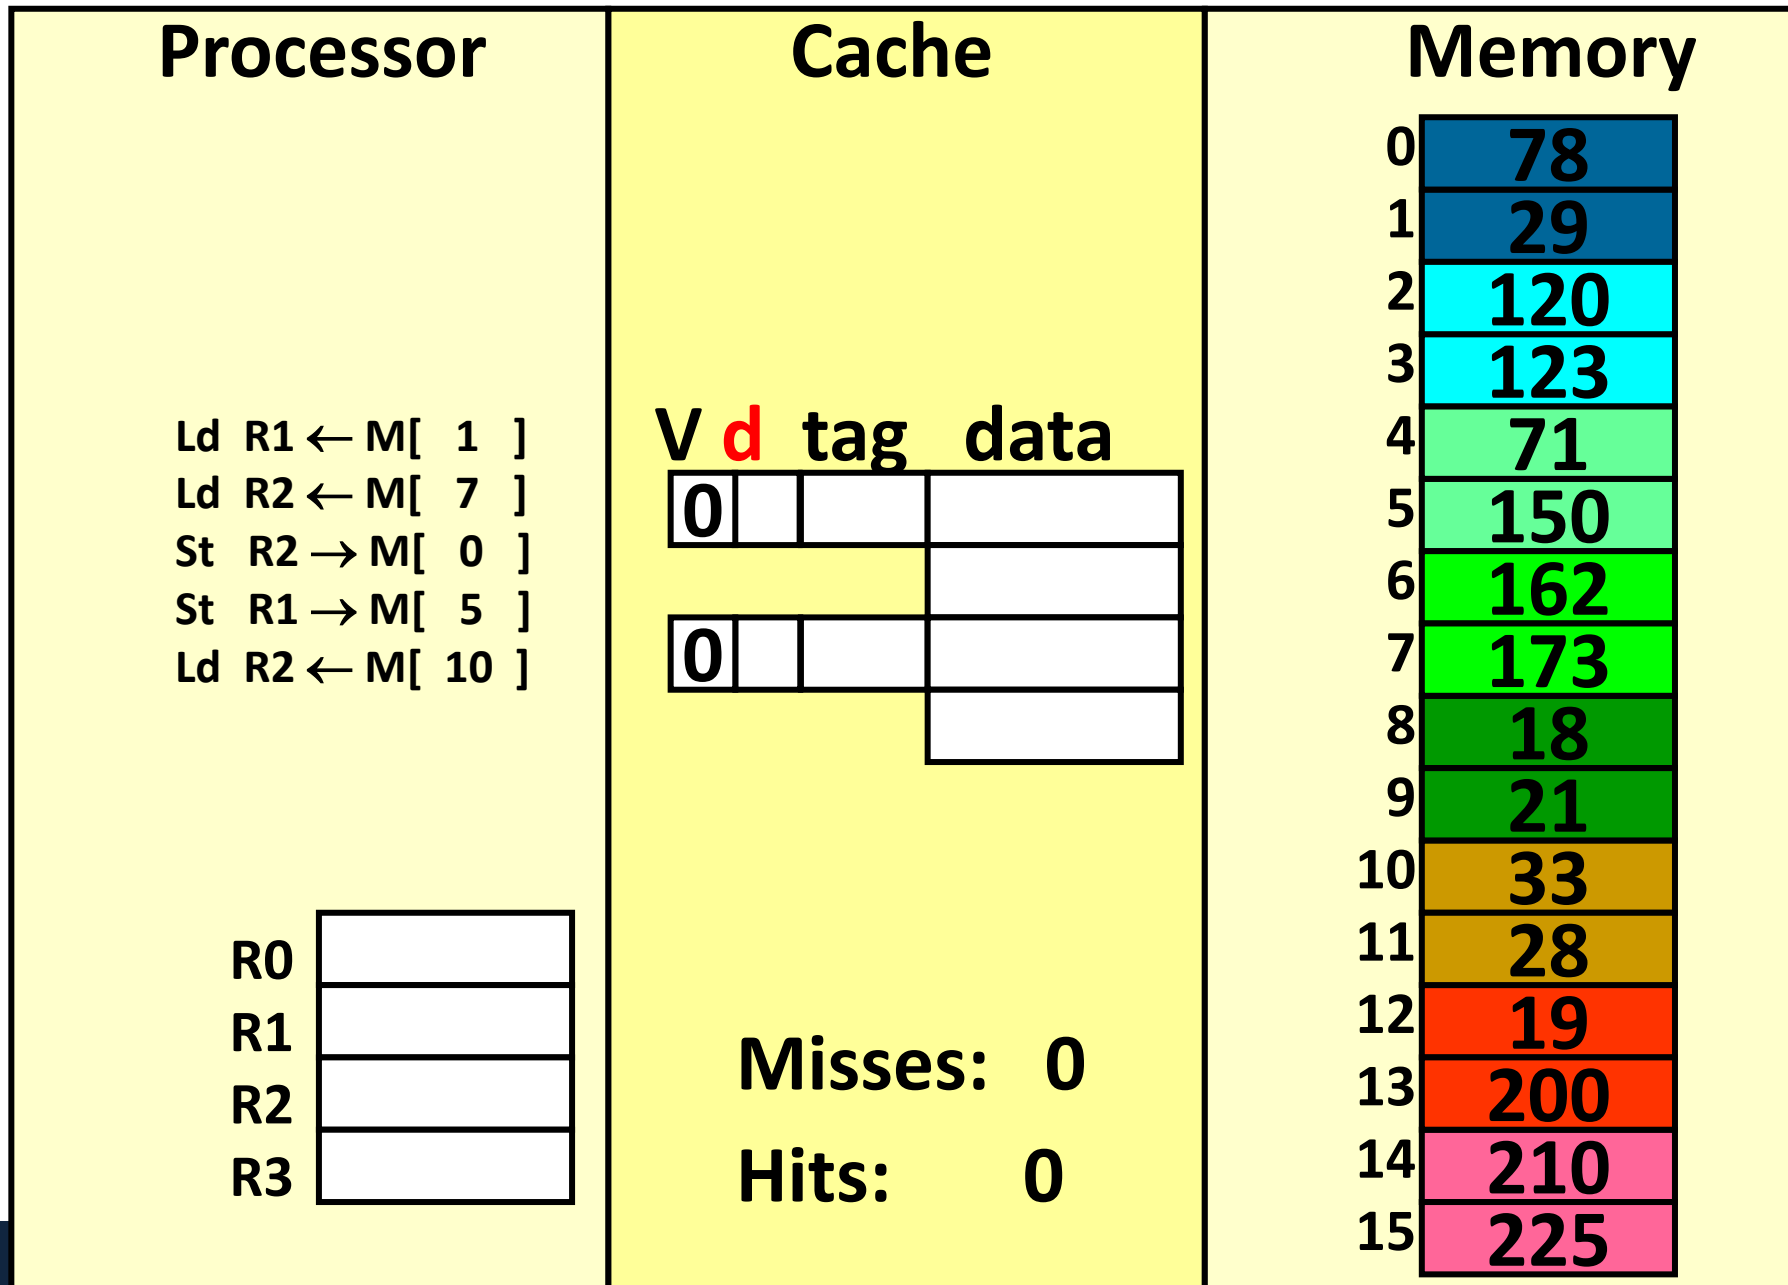 Processor
Ld R1 ← M[ 1 ]
Ld R2 ← M[ 7 ]
St R2 → M[ 0 ]
St R1 → M[ 5 ]
Ld R2 ← M[ 10 ]
R0
R1
R2
R3
Cache
V d tag data
0
0
Misses: 0
Hits: 0
Memory
0 78
1 29
2 120
3 123
4 71
5 150
6 162
7 173
8 18
9 21
10 33
11 28
12 19
13 200
14 210
15 225